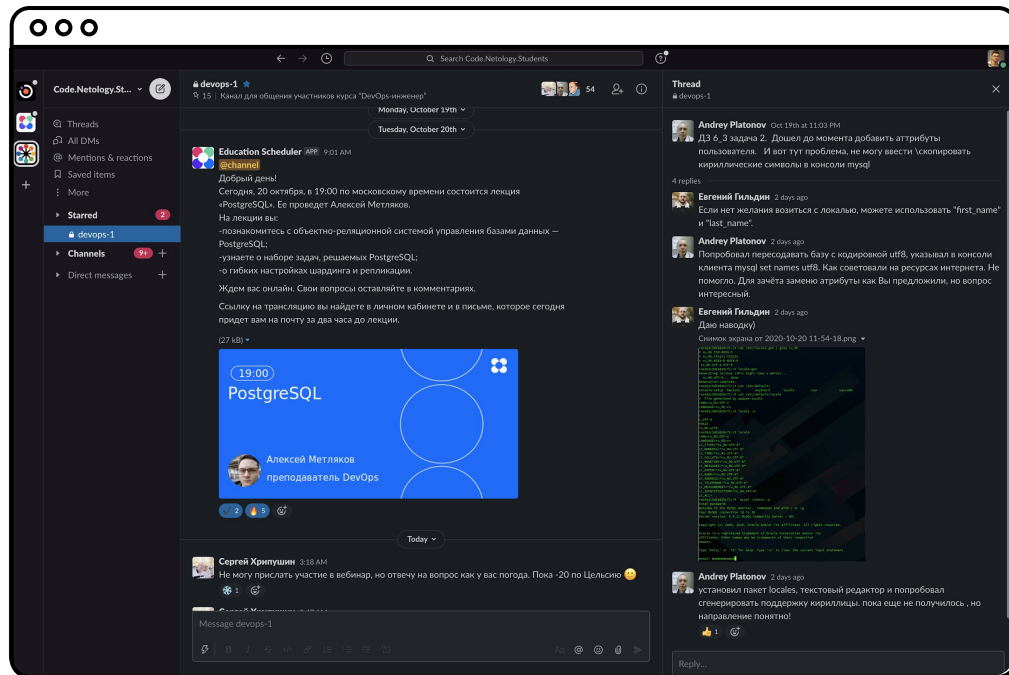 Search Code.Netology.Students
Code.Netology.St...
Threads
All DMs
Mentions & reactions
Saved items
More
Starred
2
devops-1
Channels
9+
Direct messages
devops-1
15 | Канал для общения участников курса "DevOps-инженер"
54
Monday, October 19th
Tuesday, October 20th
Education Scheduler APP 9:01 AM
@channel
Добрый день!
Сегодня, 20 октября, в 19:00 по московскому времени состоится лекция
«PostgreSQL». Ее проведет Алексей Метляков.
На лекции вы:
-познакомитесь с объектно-реляционной системой управления базами данных —
PostgreSQL;
-узнаете о наборе задач, решаемых PostgreSQL;
-о гибких настройках шардинга и репликации.
Ждем вас онлайн. Свои вопросы оставляйте в комментариях.
Ссылку на трансляцию вы найдете в личном кабинете и в письме, которое сегодня
придет вам на почту за два часа до лекции.
(27 kB)
19:00
PostgreSQL
Алексей Метляков
преподаватель DevOps
2
5
Today
Сергей Хрипушин 3:18 AM
Не могу прислать участие в вебинар, но отвечу на вопрос как у вас погода. Пока -20 по Цельсию
1
Message devops-1
Thread
devops-1
Andrey Platonov Oct 19th at 11:03 PM
ДЗ 6_3 задача 2. Дошел до момента добавить аттрибуты
пользователя. И вот тут проблема, не могу ввести \скопировать
кириллические символы в консоли mysql
4 replies
Евгений Гильдин 2 days ago
Если нет желания возиться с локалью, можете использовать "first_name"
и "last_name".
Andrey Platonov 2 days ago
Попробовал пересодать базу с кодировкой utf8, указывал в консоли
клиента mysql set names utf8. Как советовали на ресурсах интернета. Не
помогло. Для зачёта заменю атрибуты как Вы предложили, но вопрос
интересный.
Евгений Гильдин 2 days ago
Даю наводку)
Снимок экрана от 2020-10-20 11-54-18.png
Andrey Platonov 2 days ago
установил пакет locales, текстовый редактор и попробовал
сгенерировать поддержку кириллицы. пока еще не получилось , но
направление понятно!
1
Reply...